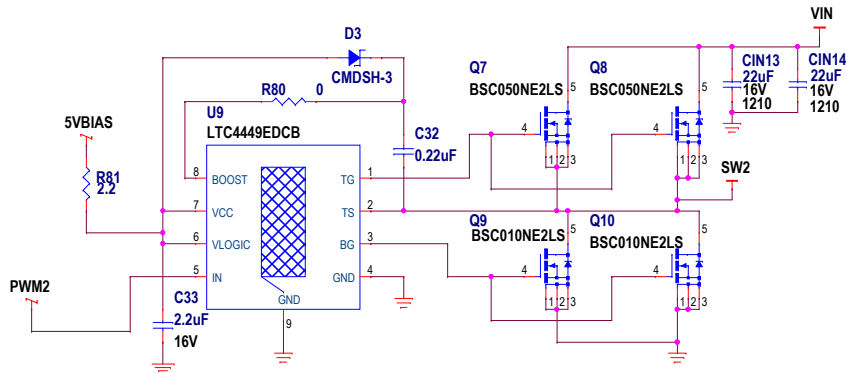 VIN
D3
CMDSH-3
Q7
BSC050NE2LS
Q8
BSC050NE2LS
CIN13
22uF
16V
1210
CIN14
22uF
16V
1210
R80 0
U9
LTC4449EDCB
5VBIAS
R81
2.2
C32
0.22uF
8 BOOST TG 1
7 VCC TS 2
6 VLOGIC BG 3
5 IN GND 4
GND
9
4 5 1 2 3
4 5 1 2 3
SW2
Q9
BSC010NE2LS
Q10
BSC010NE2LS
4 5 1 2 3
4 5 1 2 3
PWM2
C33
2.2uF
16V